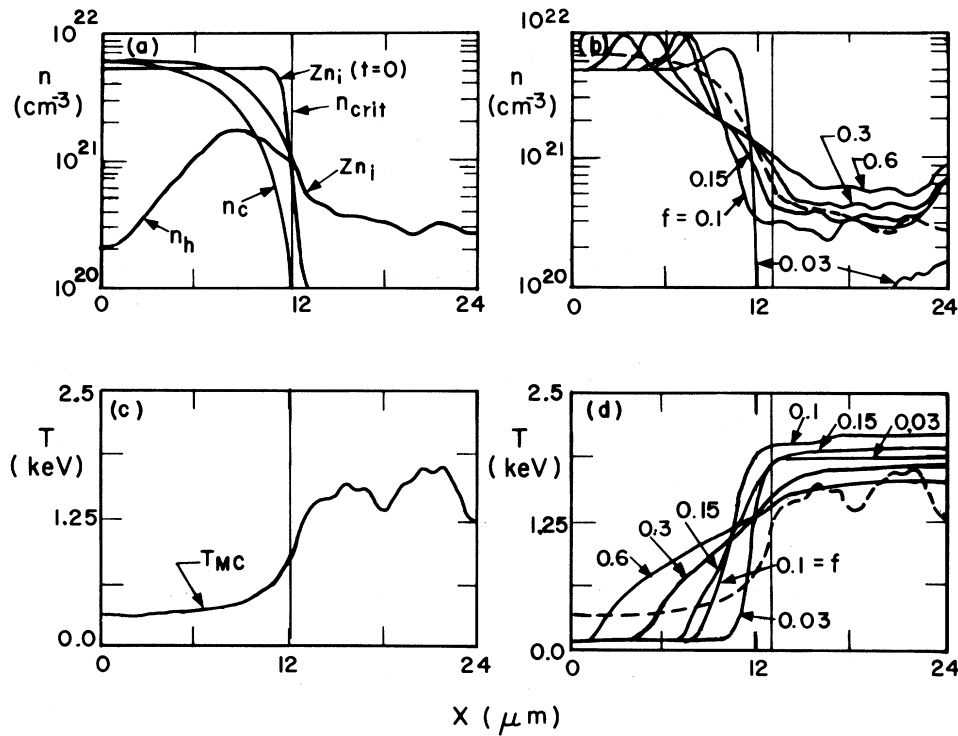 10²² (a)
n
(cm⁻³)
Zn_i (t=0)
n_crit
10²¹
Zn_i
n_c
n_h
10²⁰
0 12 24
10²² (b)
n
(cm⁻³)
0.3
0.6
10²¹
0.15
f = 0.1
0.03
10²⁰
0 12 24
2.5
(c)
T
(keV)
1.25
T_MC
0.0
0 12 24
2.5
(d)
0.1
0.15
0.03
T
(keV)
1.25
0.15
0.3
0.6
0.1 = f
0.03
0.0
0 12 24
X (μm)